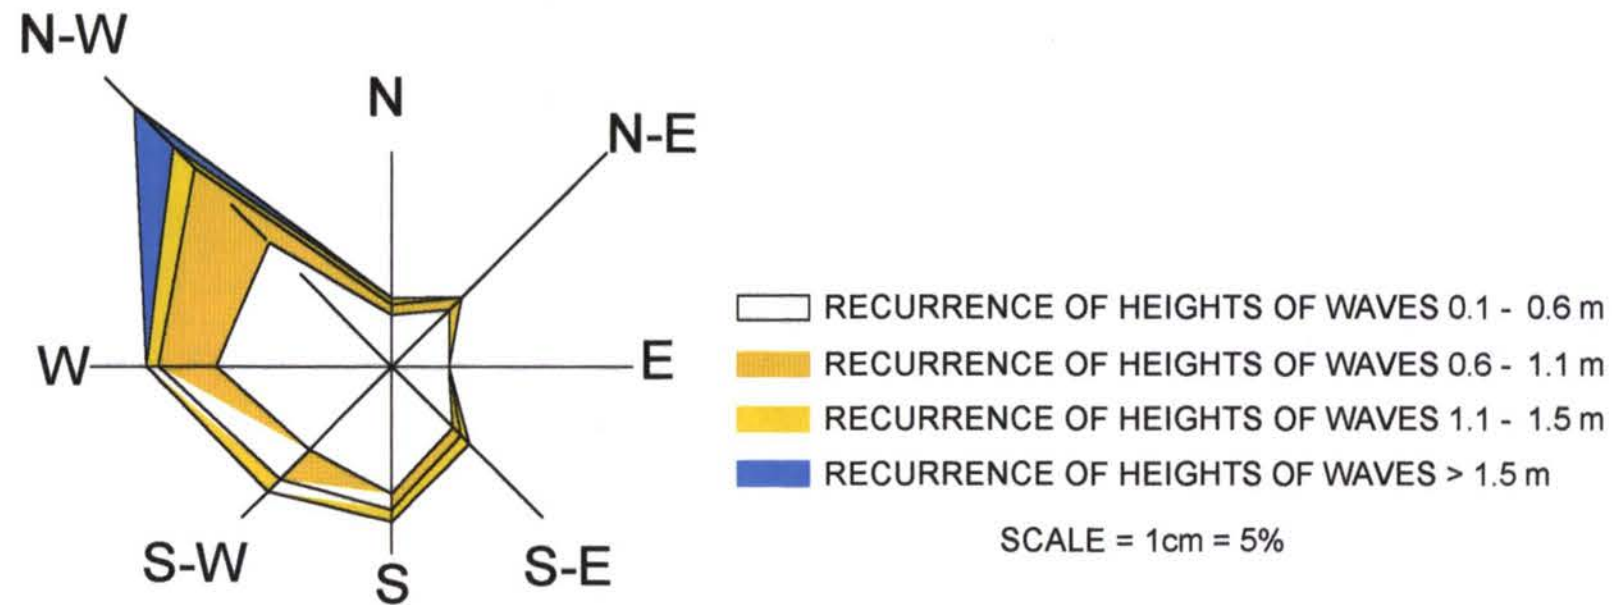 N-W
N
N-E
W
E
S-W
S
S-E
RECURRENCE OF HEIGHTS OF WAVES 0.1 - 0.6 m
RECURRENCE OF HEIGHTS OF WAVES 0.6 - 1.1 m
RECURRENCE OF HEIGHTS OF WAVES 1.1 - 1.5 m
RECURRENCE OF HEIGHTS OF WAVES > 1.5 m
SCALE = 1cm = 5%